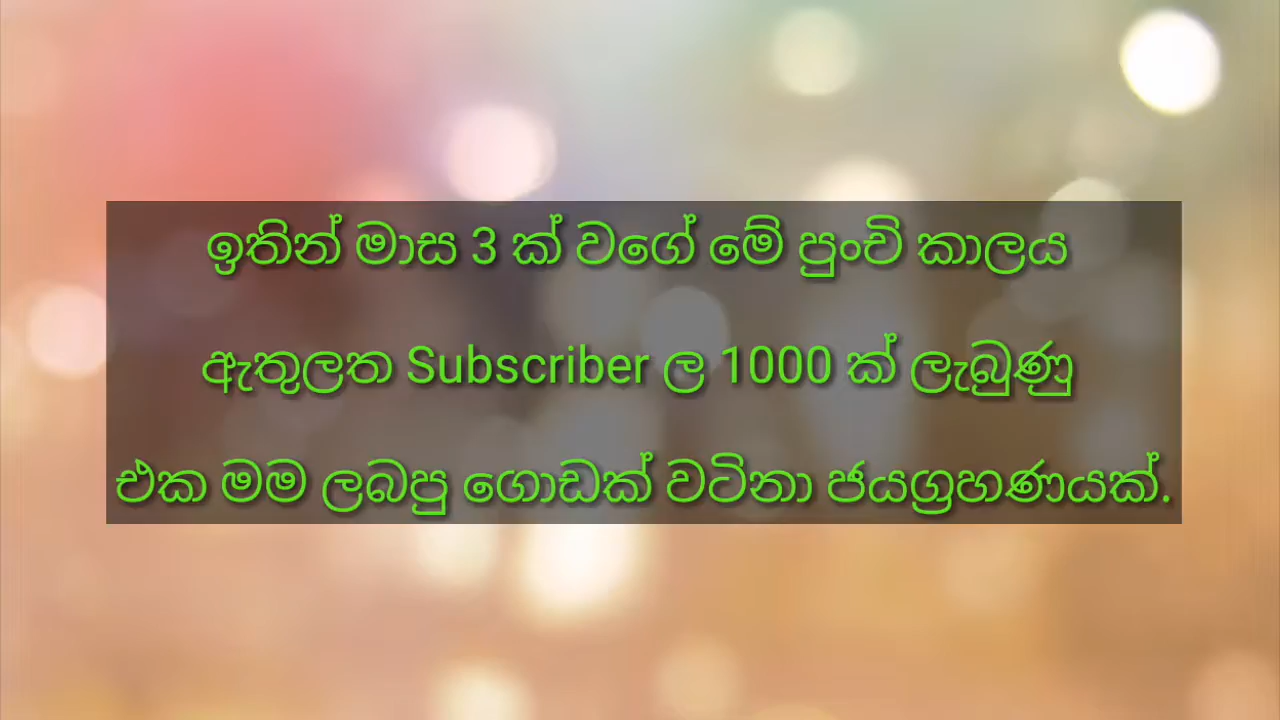 ඉතින් මාස 3 ක් වගේ මේ පුංචි කාලය
ඇතුලත Subscriber ල 1000 ක් ලැබුණු
එක මම ලබපු ගොඩක් වටිනා ජයග්‍රහණයක්.